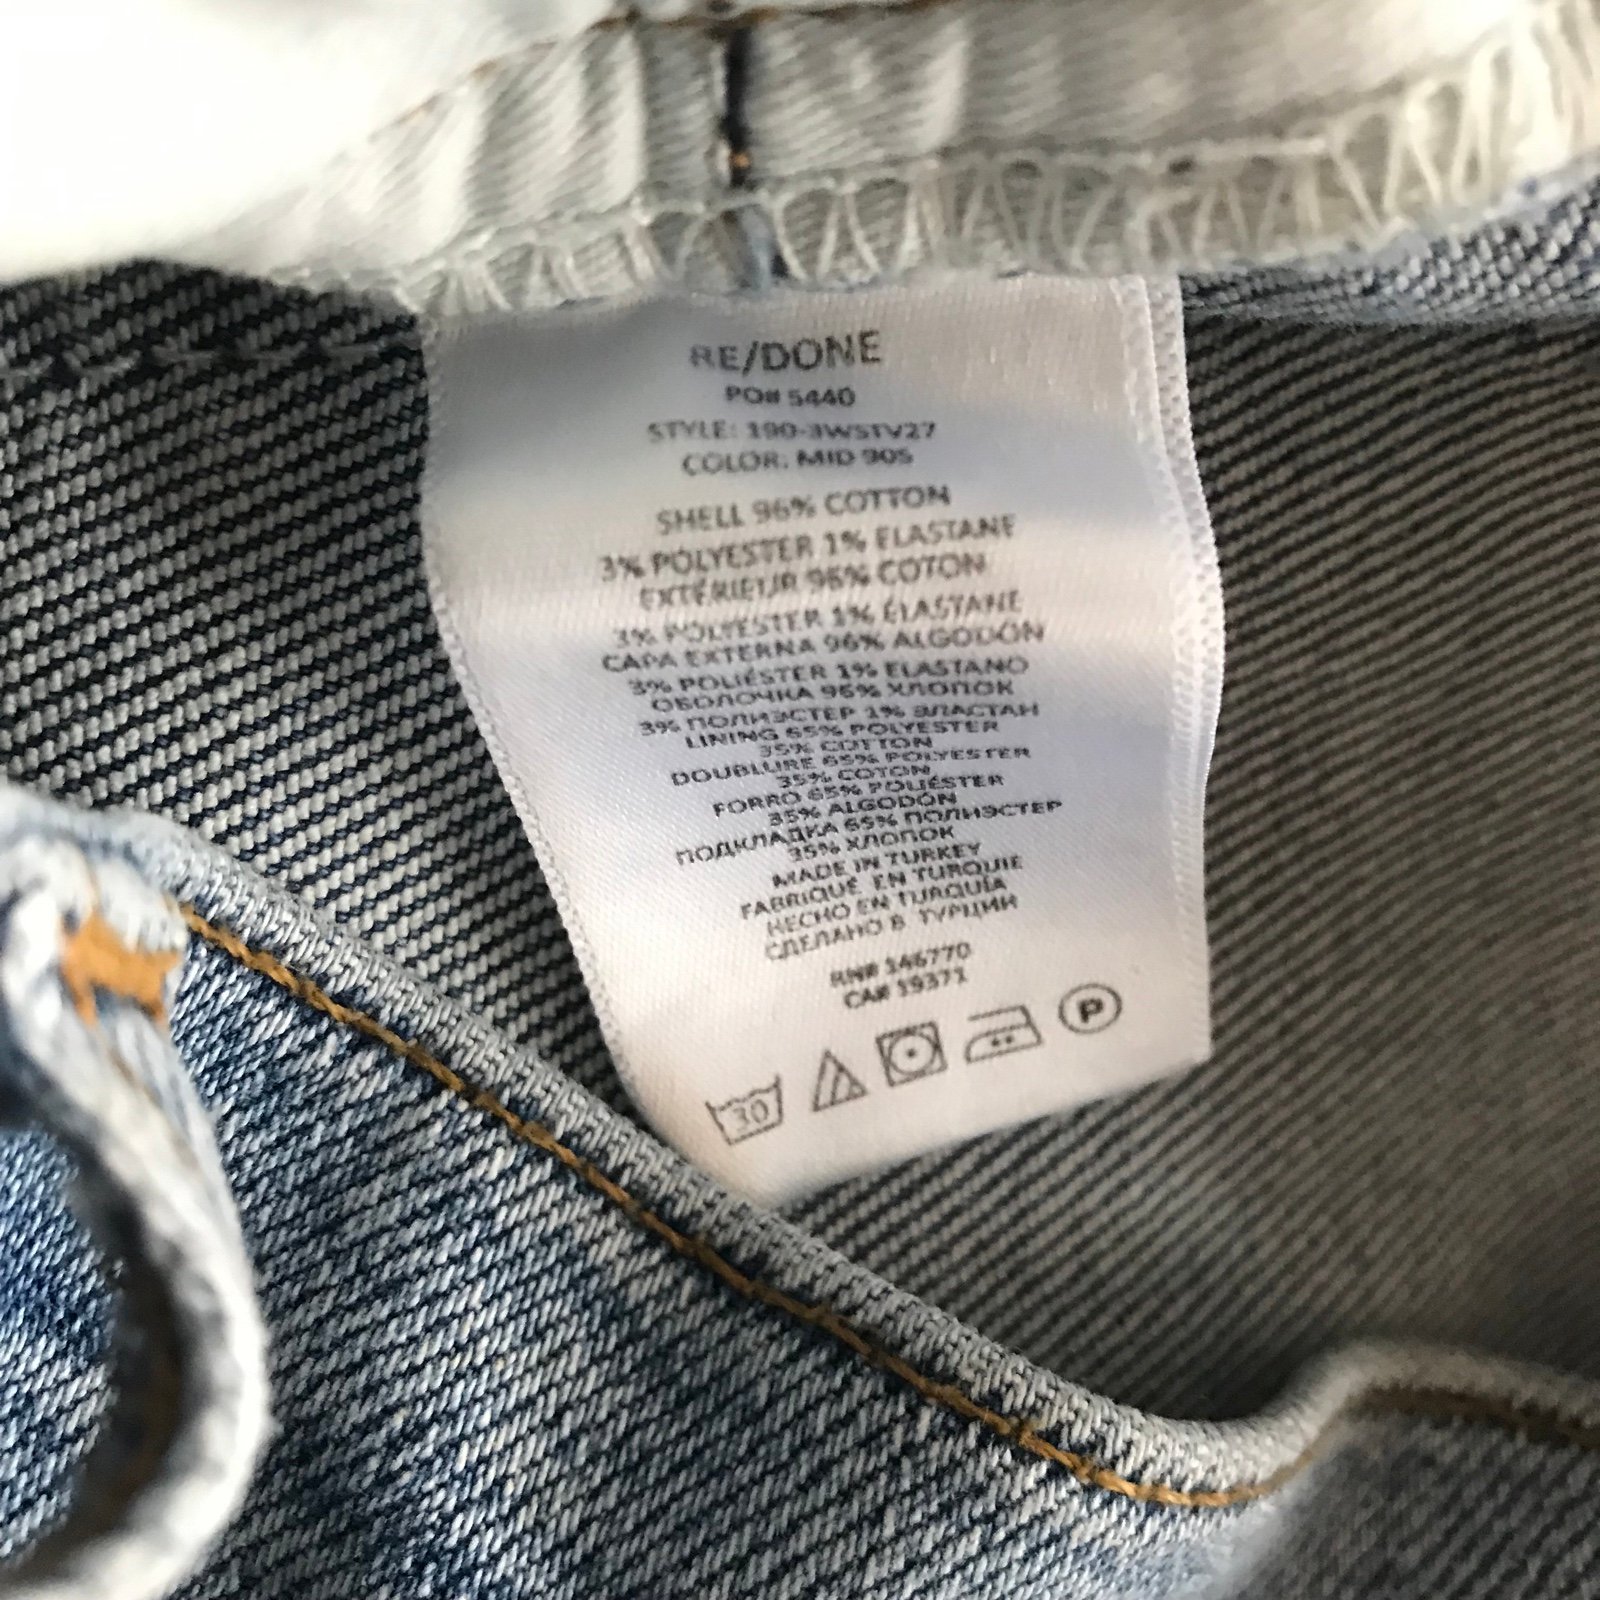 RE/DONE
PO# 5440
STYLE: 190-3WSTV27
COLOR: MID 90S
SHELL 96% COTTON
3% POLYESTER 1% ELASTANE
EXTÉRIEUR 96% COTON
3% POLYESTER 1% ÉLASTANE
CAPA EXTERNA 96% ALGODÓN
3% POLIÉSTER 1% ELASTANO
ОБОЛОЧКА 96% ХЛОПОК
3% ПОЛИЭСТЕР 1% ЭЛАСТАН
LINING 65% POLYESTER
35% COTTON
DOUBLURE 65% POLYESTER
35% COTON
FORRO 65% POLIÉSTER
35% ALGODÓN
ПОДКЛАДКА 65% ПОЛИЭСТЕР
35% ХЛОПОК
MADE IN TURKEY
FABRIQUÉ EN TURQUIE
HECHO EN TURQUÍA
СДЕЛАНО В ТУРЦИИ
RN# 146770
CA# 19371
30 P